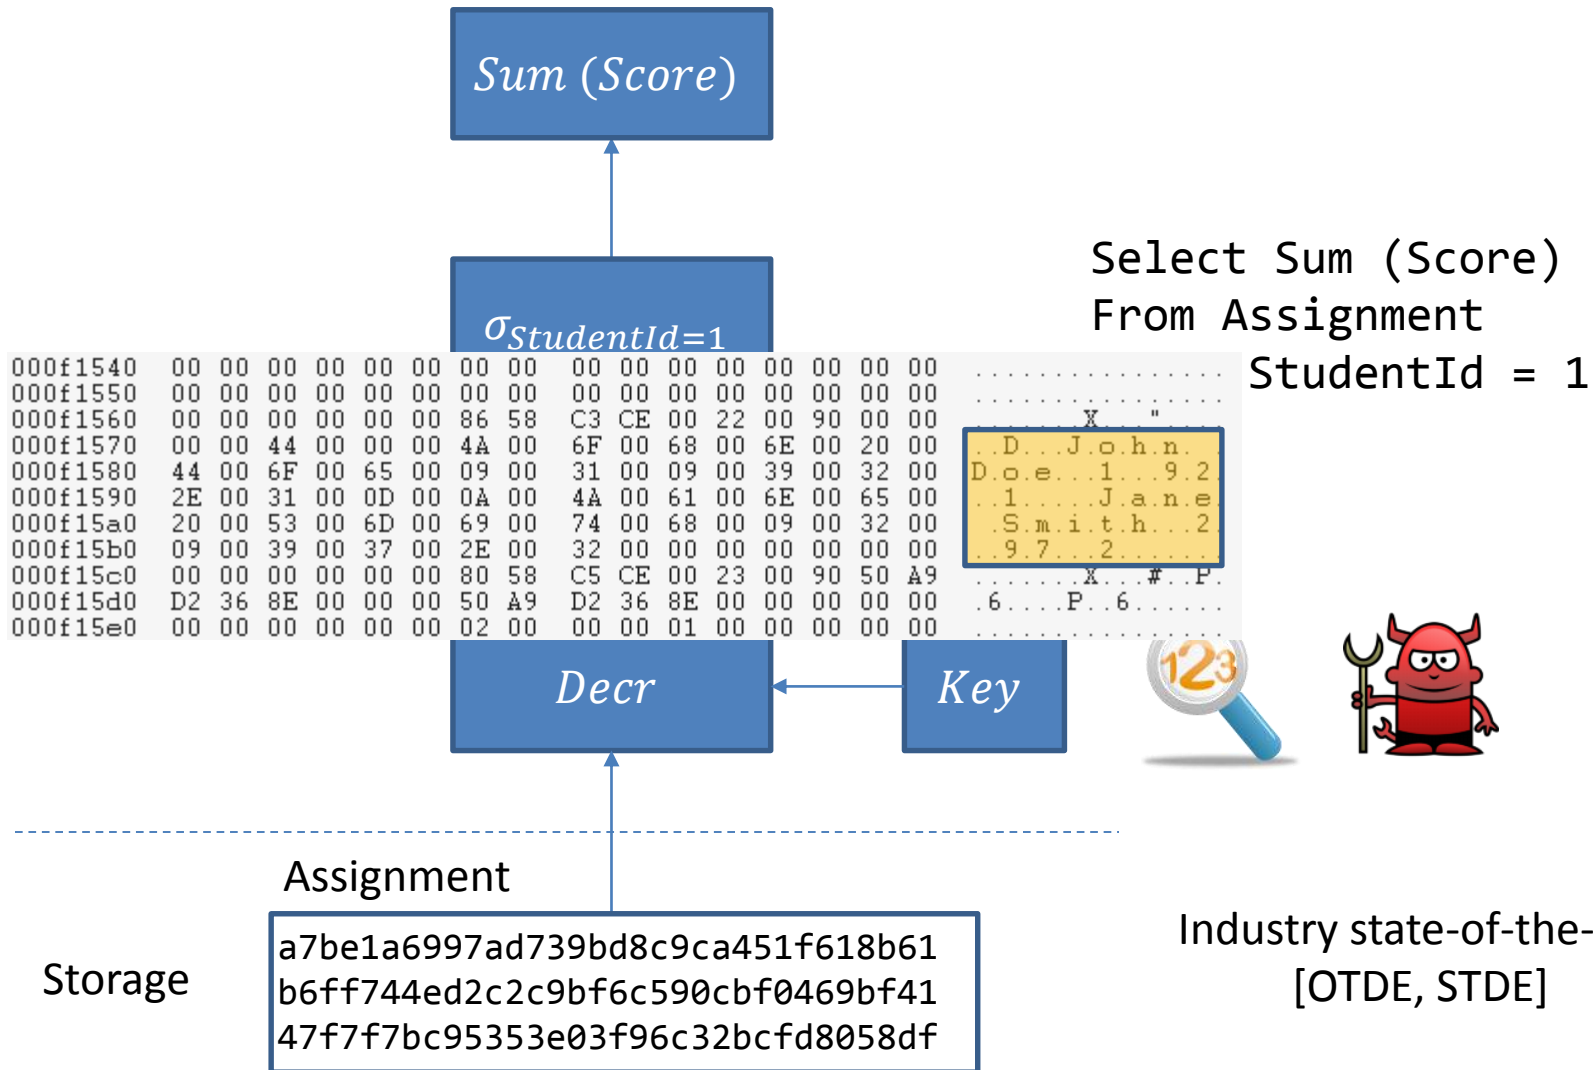 Sum (Score)
Select Sum (Score)
From Assignment
StudentId = 1
σStudentId=1
000f1540 00 00 00 00 00 00 00 00 00 00 00 00 00 00 00 00 ................
000f1550 00 00 00 00 00 00 00 00 00 00 00 00 00 00 00 00 ................
000f1560 00 00 00 00 00 00 86 58 C3 CE 00 22 00 90 00 00 .......X..."....
000f1570 00 00 44 00 00 00 4A 00 6F 00 68 00 6E 00 20 00 ..D...J.o.h.n. .
000f1580 44 00 6F 00 65 00 09 00 31 00 09 00 39 00 32 00 D.o.e...1...9.2.
000f1590 2E 00 31 00 0D 00 0A 00 4A 00 61 00 6E 00 65 00 ..1.....J.a.n.e.
000f15a0 20 00 53 00 6D 00 69 00 74 00 68 00 09 00 32 00 .S.m.i.t.h...2.
000f15b0 09 00 39 00 37 00 2E 00 32 00 00 00 00 00 00 00 ..9.7...2.......
000f15c0 00 00 00 00 00 00 80 58 C5 CE 00 23 00 90 50 A9 .......X...#..P.
000f15d0 D2 36 8E 00 00 00 50 A9 D2 36 8E 00 00 00 00 00 .6....P..6......
000f15e0 00 00 00 00 00 00 02 00 00 00 01 00 00 00 00 00 ................
Decr
Key
123
Assignment
Storage
a7be1a6997ad739bd8c9ca451f618b61
b6ff744ed2c2c9bf6c590cbf0469bf41
47f7f7bc95353e03f96c32bcfd8058df
Industry state-of-the-
[OTDE, STDE]